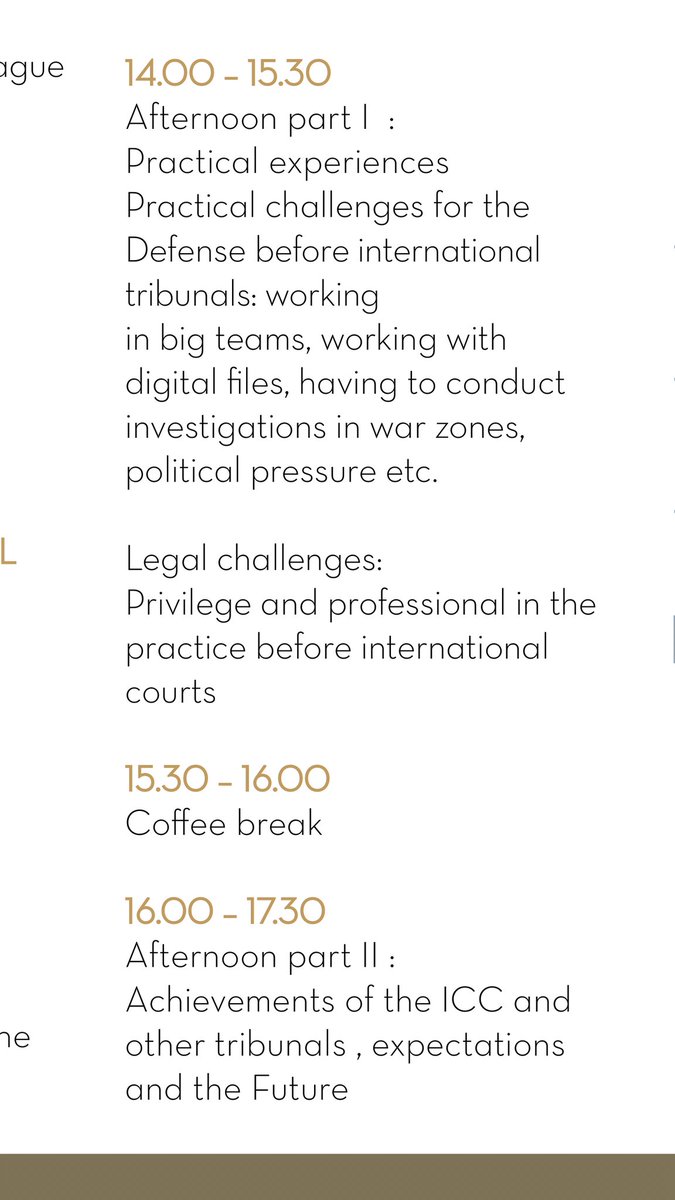 ague
14.00 – 15.30
Afternoon part I  :
Practical experiences
Practical challenges for the
Defense before international
tribunals: working
in big teams, working with
digital files, having to conduct
investigations in war zones,
political pressure etc.
L
Legal challenges:
Privilege and professional in the
practice before international
courts
15.30 – 16.00
Coffee break
16.00 – 17.30
Afternoon part II :
Achievements of the ICC and
ne
other tribunals , expectations
and the Future